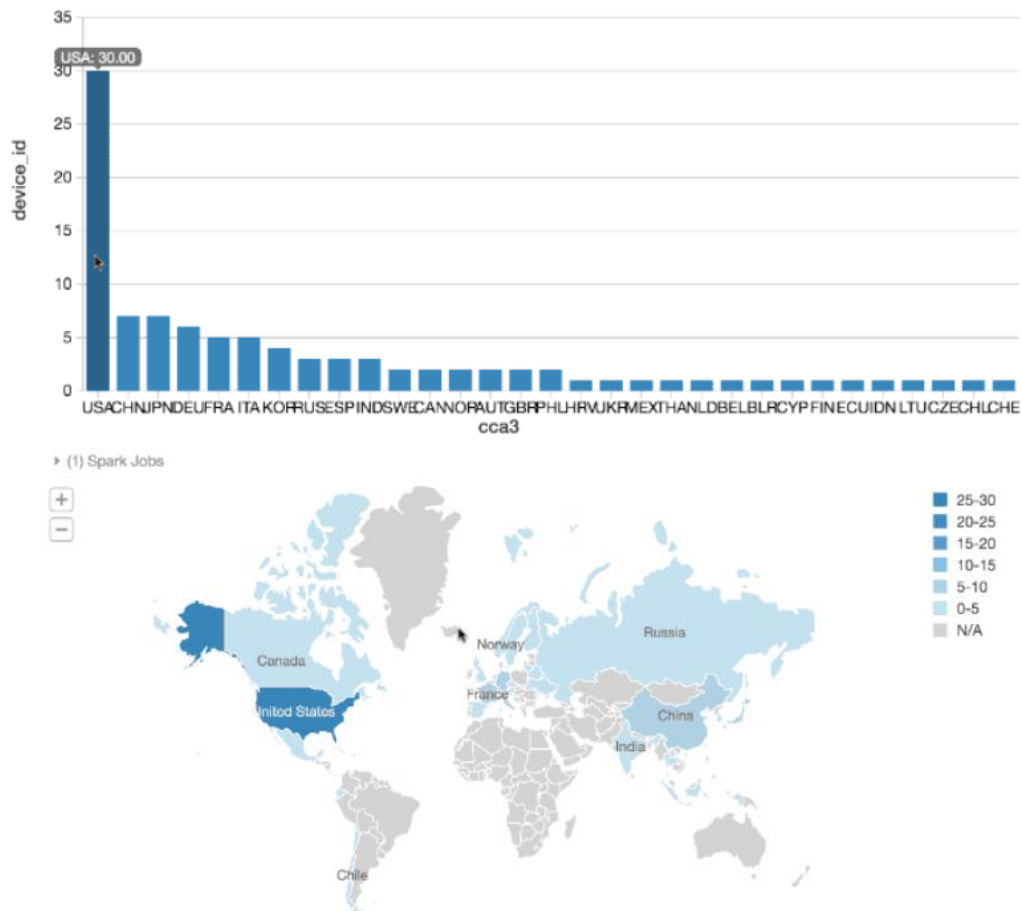 35
USA: 30.00
30
25
20
15
10
5
0
device_id
USA CHN JPN DEU FRA ITA KOR RUS ESP IND SWE CAN NOR AUT GBR PHL HRV UKR MEX THA NLD BEL BLR CYP FIN ECU IDN LTU CZE CHL CHE
cca3
(1) Spark Jobs
+
−
25-30
20-25
15-20
10-15
5-10
0-5
N/A
Norway
Russia
Canada
France
United States
China
India
Chile